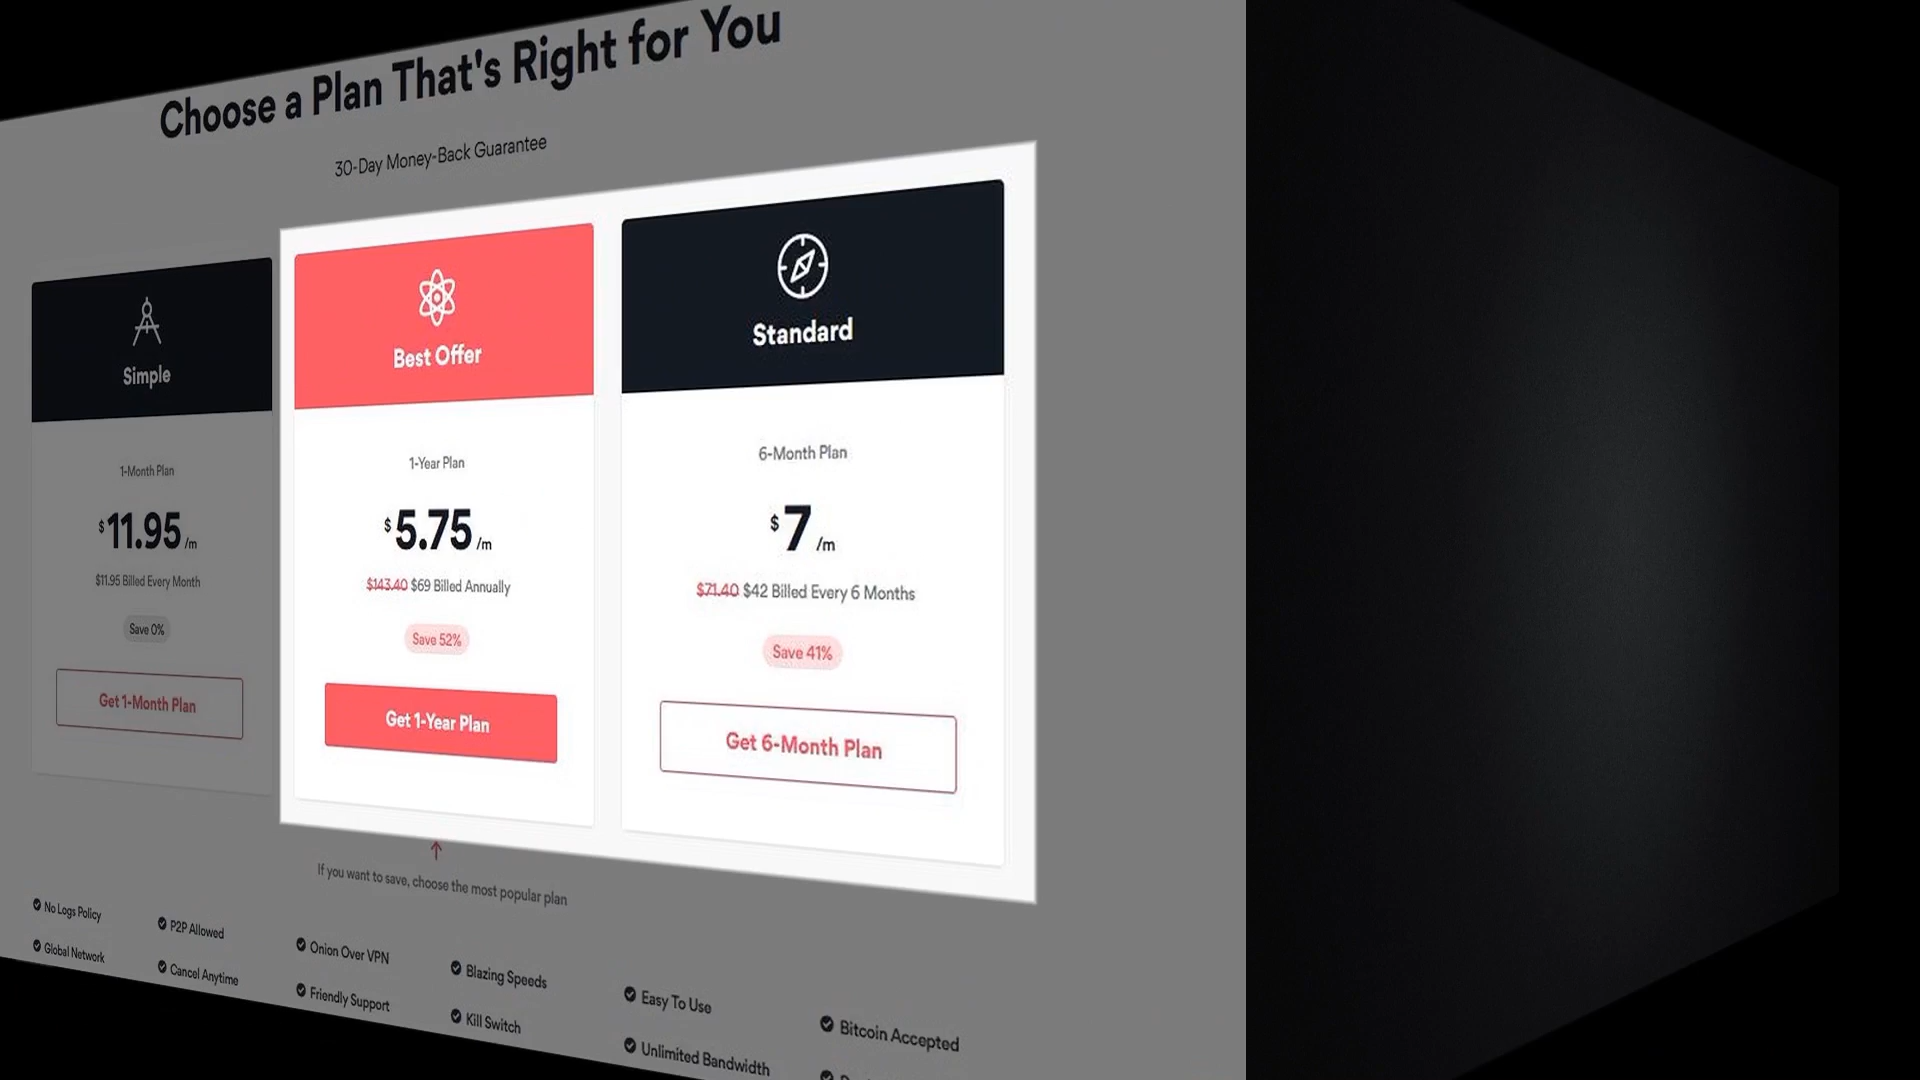 Choose a Plan That's Right for You
30-Day Money-Back Guarantee
Simple
1-Month Plan
$11.95/m
$11.95 Billed Every Month
Save 0%
Get 1-Month Plan
Best Offer
1-Year Plan
$5.75/m
$143.40 $69 Billed Annually
Save 52%
Get 1-Year Plan
Standard
6-Month Plan
$7/m
$71.40 $42 Billed Every 6 Months
Save 41%
Get 6-Month Plan
If you want to save, choose the most popular plan
No Logs Policy
Global Network
P2P Allowed
Cancel Anytime
Onion Over VPN
Friendly Support
Blazing Speeds
Kill Switch
Easy To Use
Unlimited Bandwidth
Bitcoin Accepted